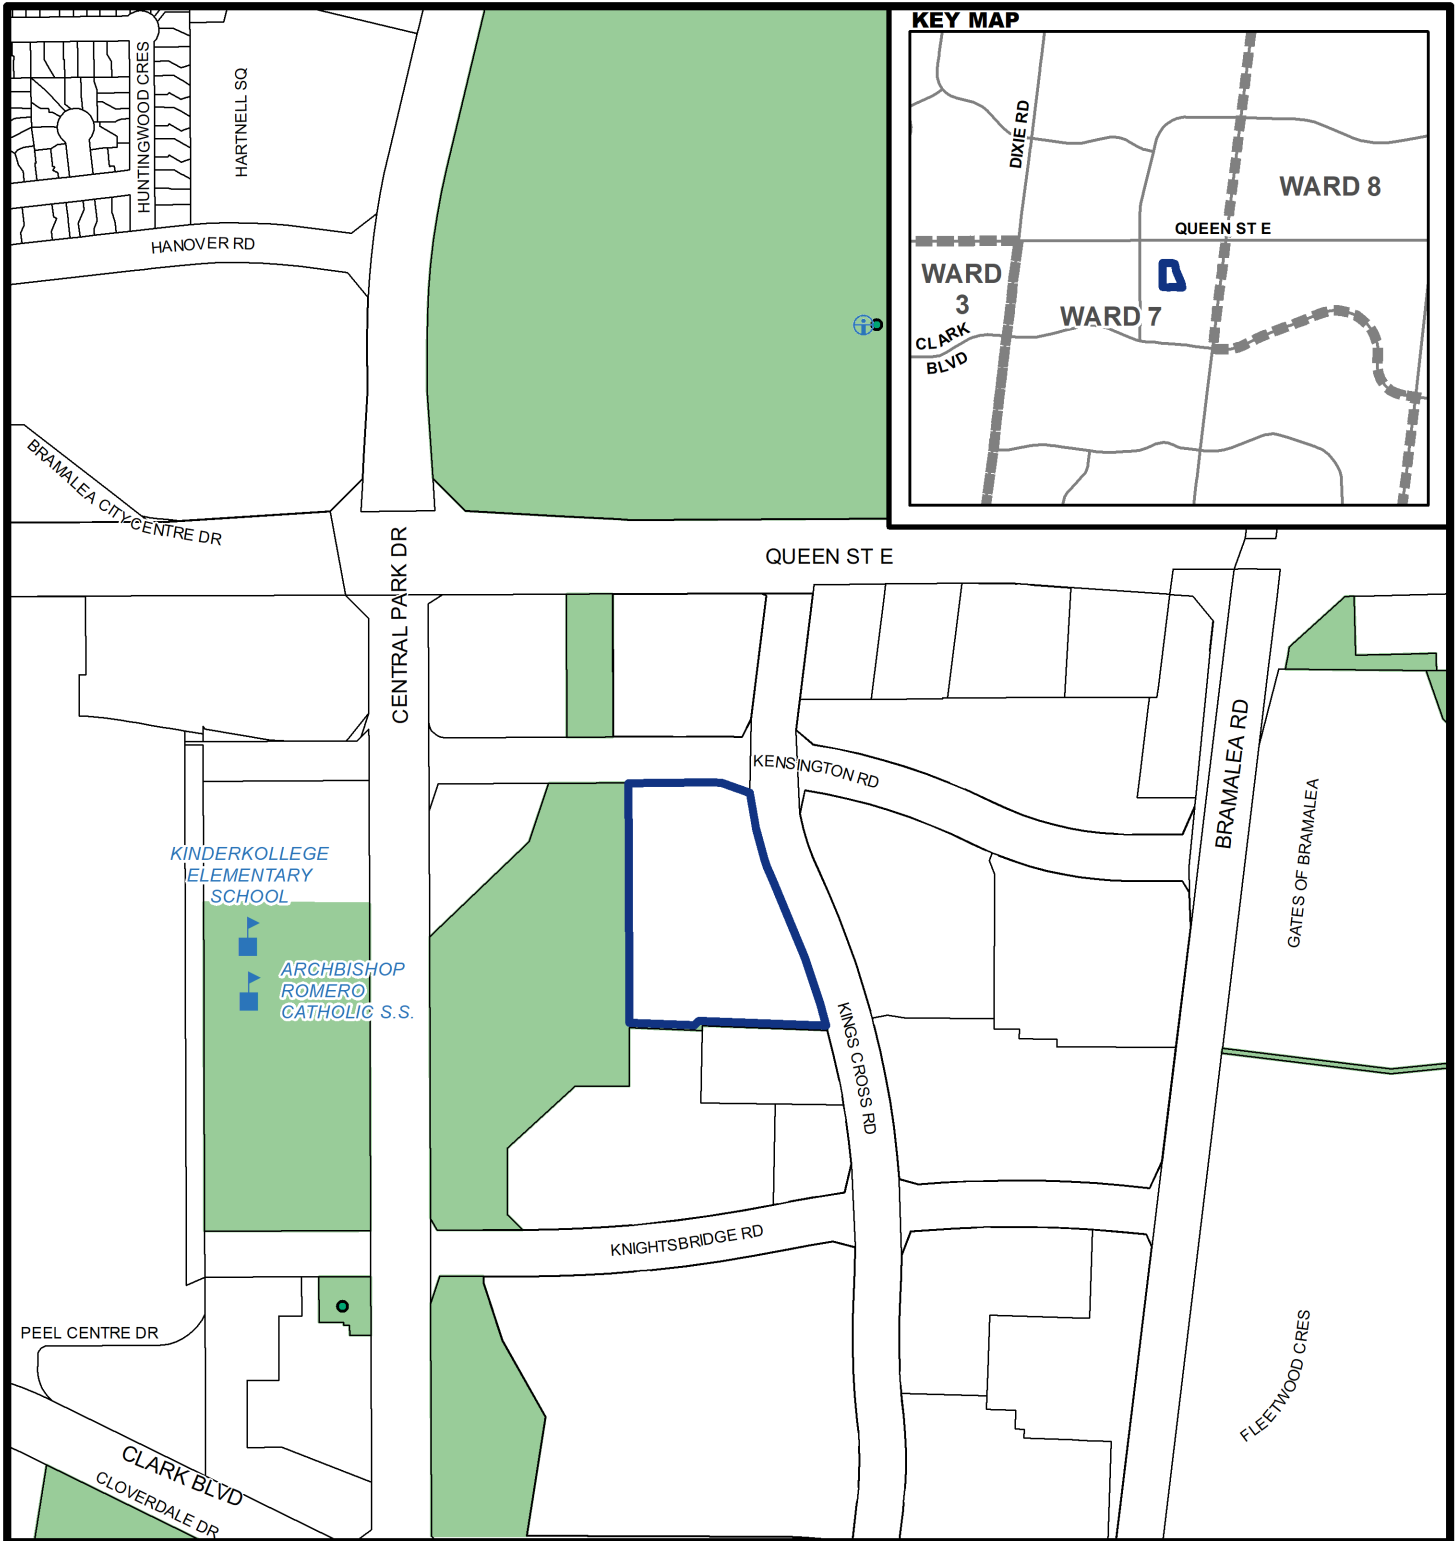 KEY MAP
DIXIE RD
WARD 8
QUEEN ST E
WARD
3
WARD 7
CLARK
BLVD
HUNTINGWOOD CRES
HARTNELL SQ
HANOVER RD
BRAMALEA CITY CENTRE DR
CENTRAL PARK DR
QUEEN ST E
KENSINGTON RD
BRAMALEA RD
GATES OF BRAMALEA
KINDERKOLLEGE
ELEMENTARY
SCHOOL
ARCHBISHOP
ROMERO
CATHOLIC S.S.
KINGS CROSS RD
KNIGHTSBRIDGE RD
PEEL CENTRE DR
FLEETWOOD CRES
CLARK BLVD
CLOVERDALE DR